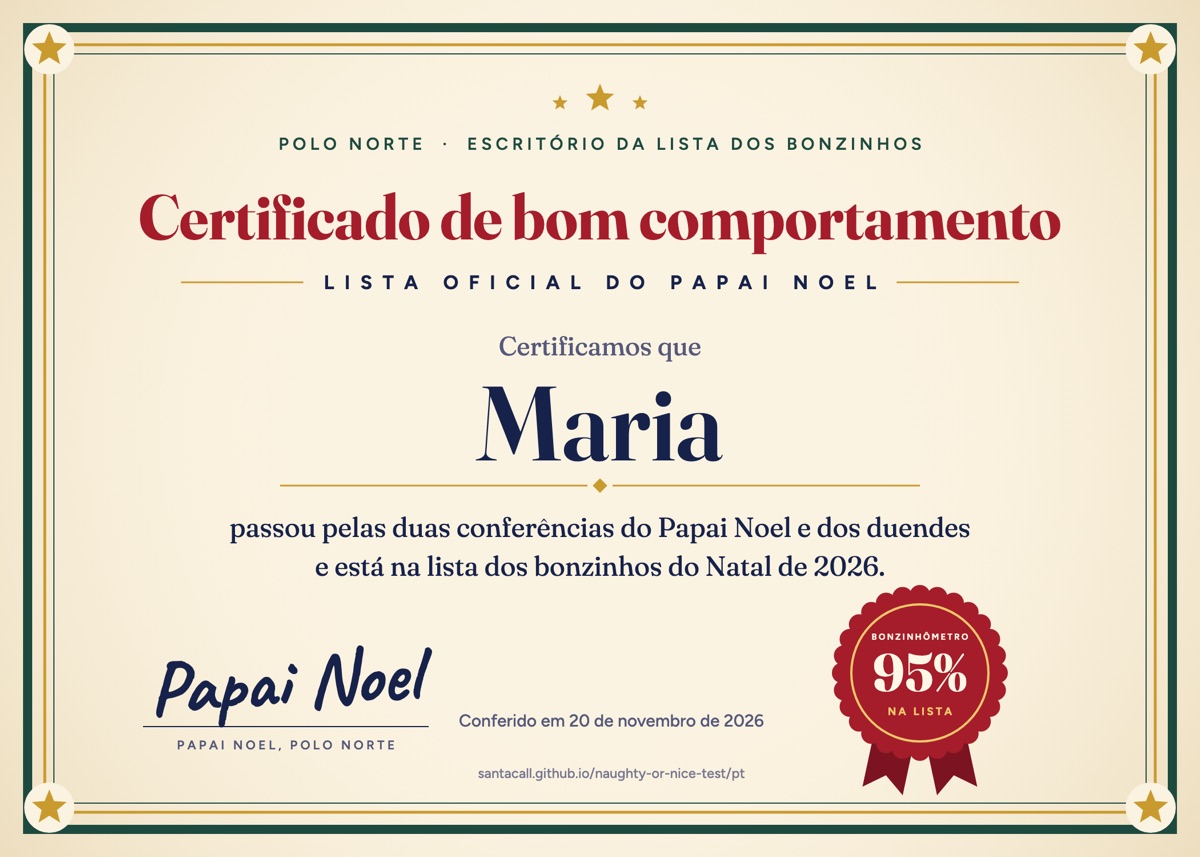 POLO NORTE · ESCRITÓRIO DA LISTA DOS BONZINHOS
Certificado de bom comportamento
LISTA OFICIAL DO PAPAI NOEL
Certificamos que
Maria
passou pelas duas conferências do Papai Noel e dos duendes
e está na lista dos bonzinhos do Natal de 2026.
BONZINHÔMETRO
95%
NA LISTA
Papai Noel
PAPAI NOEL, POLO NORTE
Conferido em 20 de novembro de 2026
santacall.github.io/naughty-or-nice-test/pt